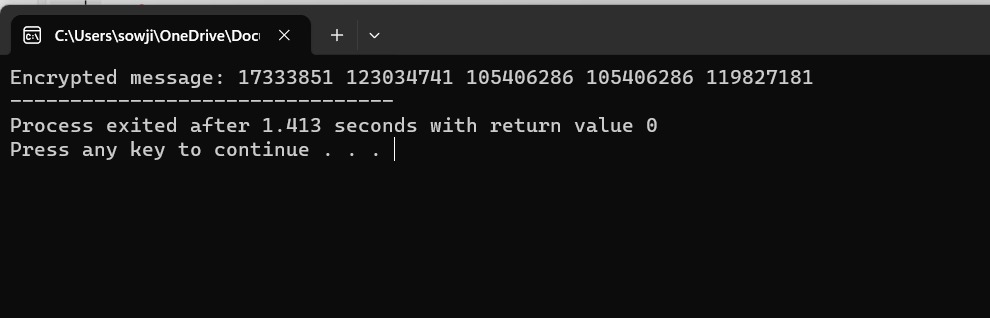 C:\Users\sowji\OneDrive\Docu
Encrypted message: 17333851 123034741 105406286 105406286 119827181
--------------------------------
Process exited after 1.413 seconds with return value 0
Press any key to continue . . .